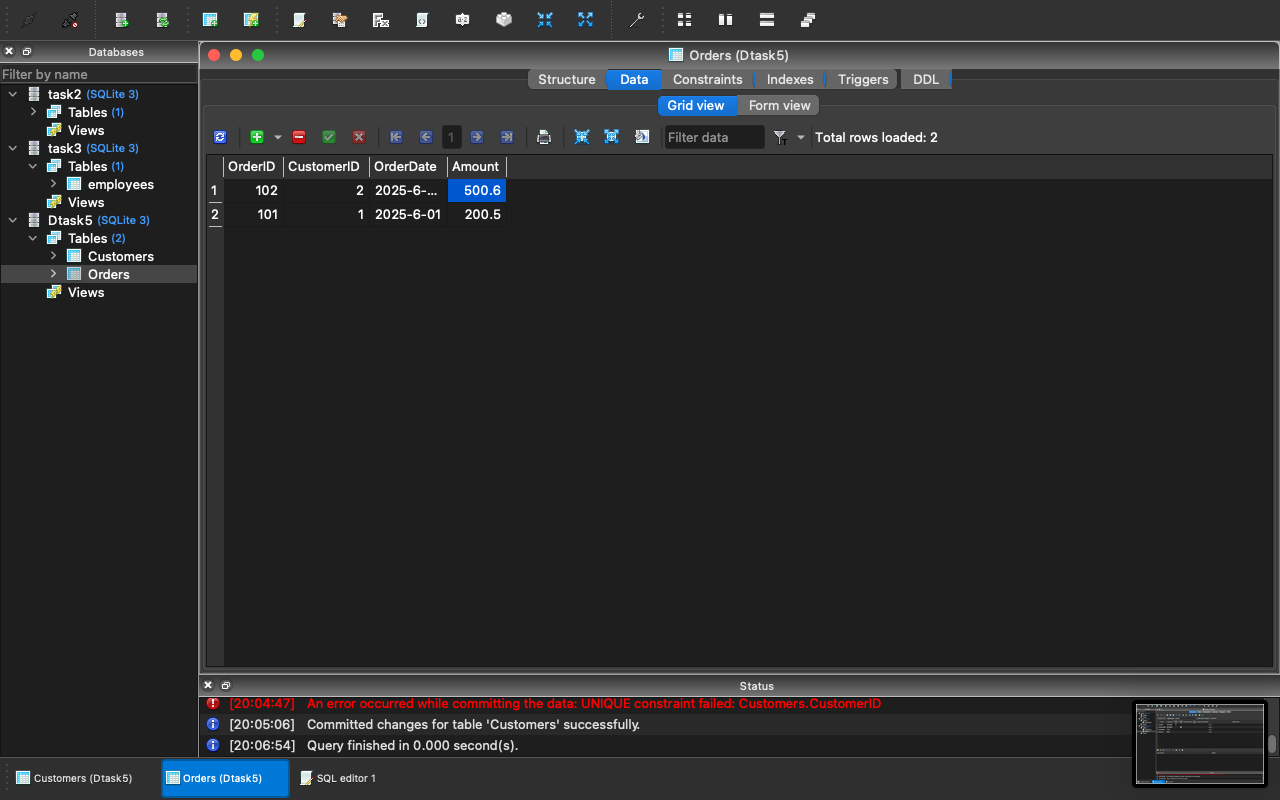 Databases
Filter by name
task2 (SQLite 3)
Tables (1)
Views
task3 (SQLite 3)
Tables (1)
employees
Views
Dtask5 (SQLite 3)
Tables (2)
Customers
Orders
Views
Orders (Dtask5)
Structure Data Constraints Indexes Triggers DDL
Grid view Form view
1 Filter data Total rows loaded: 2
OrderID CustomerID OrderDate Amount
1 102 2 2025-6-... 500.6
2 101 1 2025-6-01 200.5
Status
[20:04:47] An error occurred while committing the data: UNIQUE constraint failed: Customers.CustomerID
[20:05:06] Committed changes for table 'Customers' successfully.
[20:06:54] Query finished in 0.000 second(s).
Customers (Dtask5) Orders (Dtask5) SQL editor 1